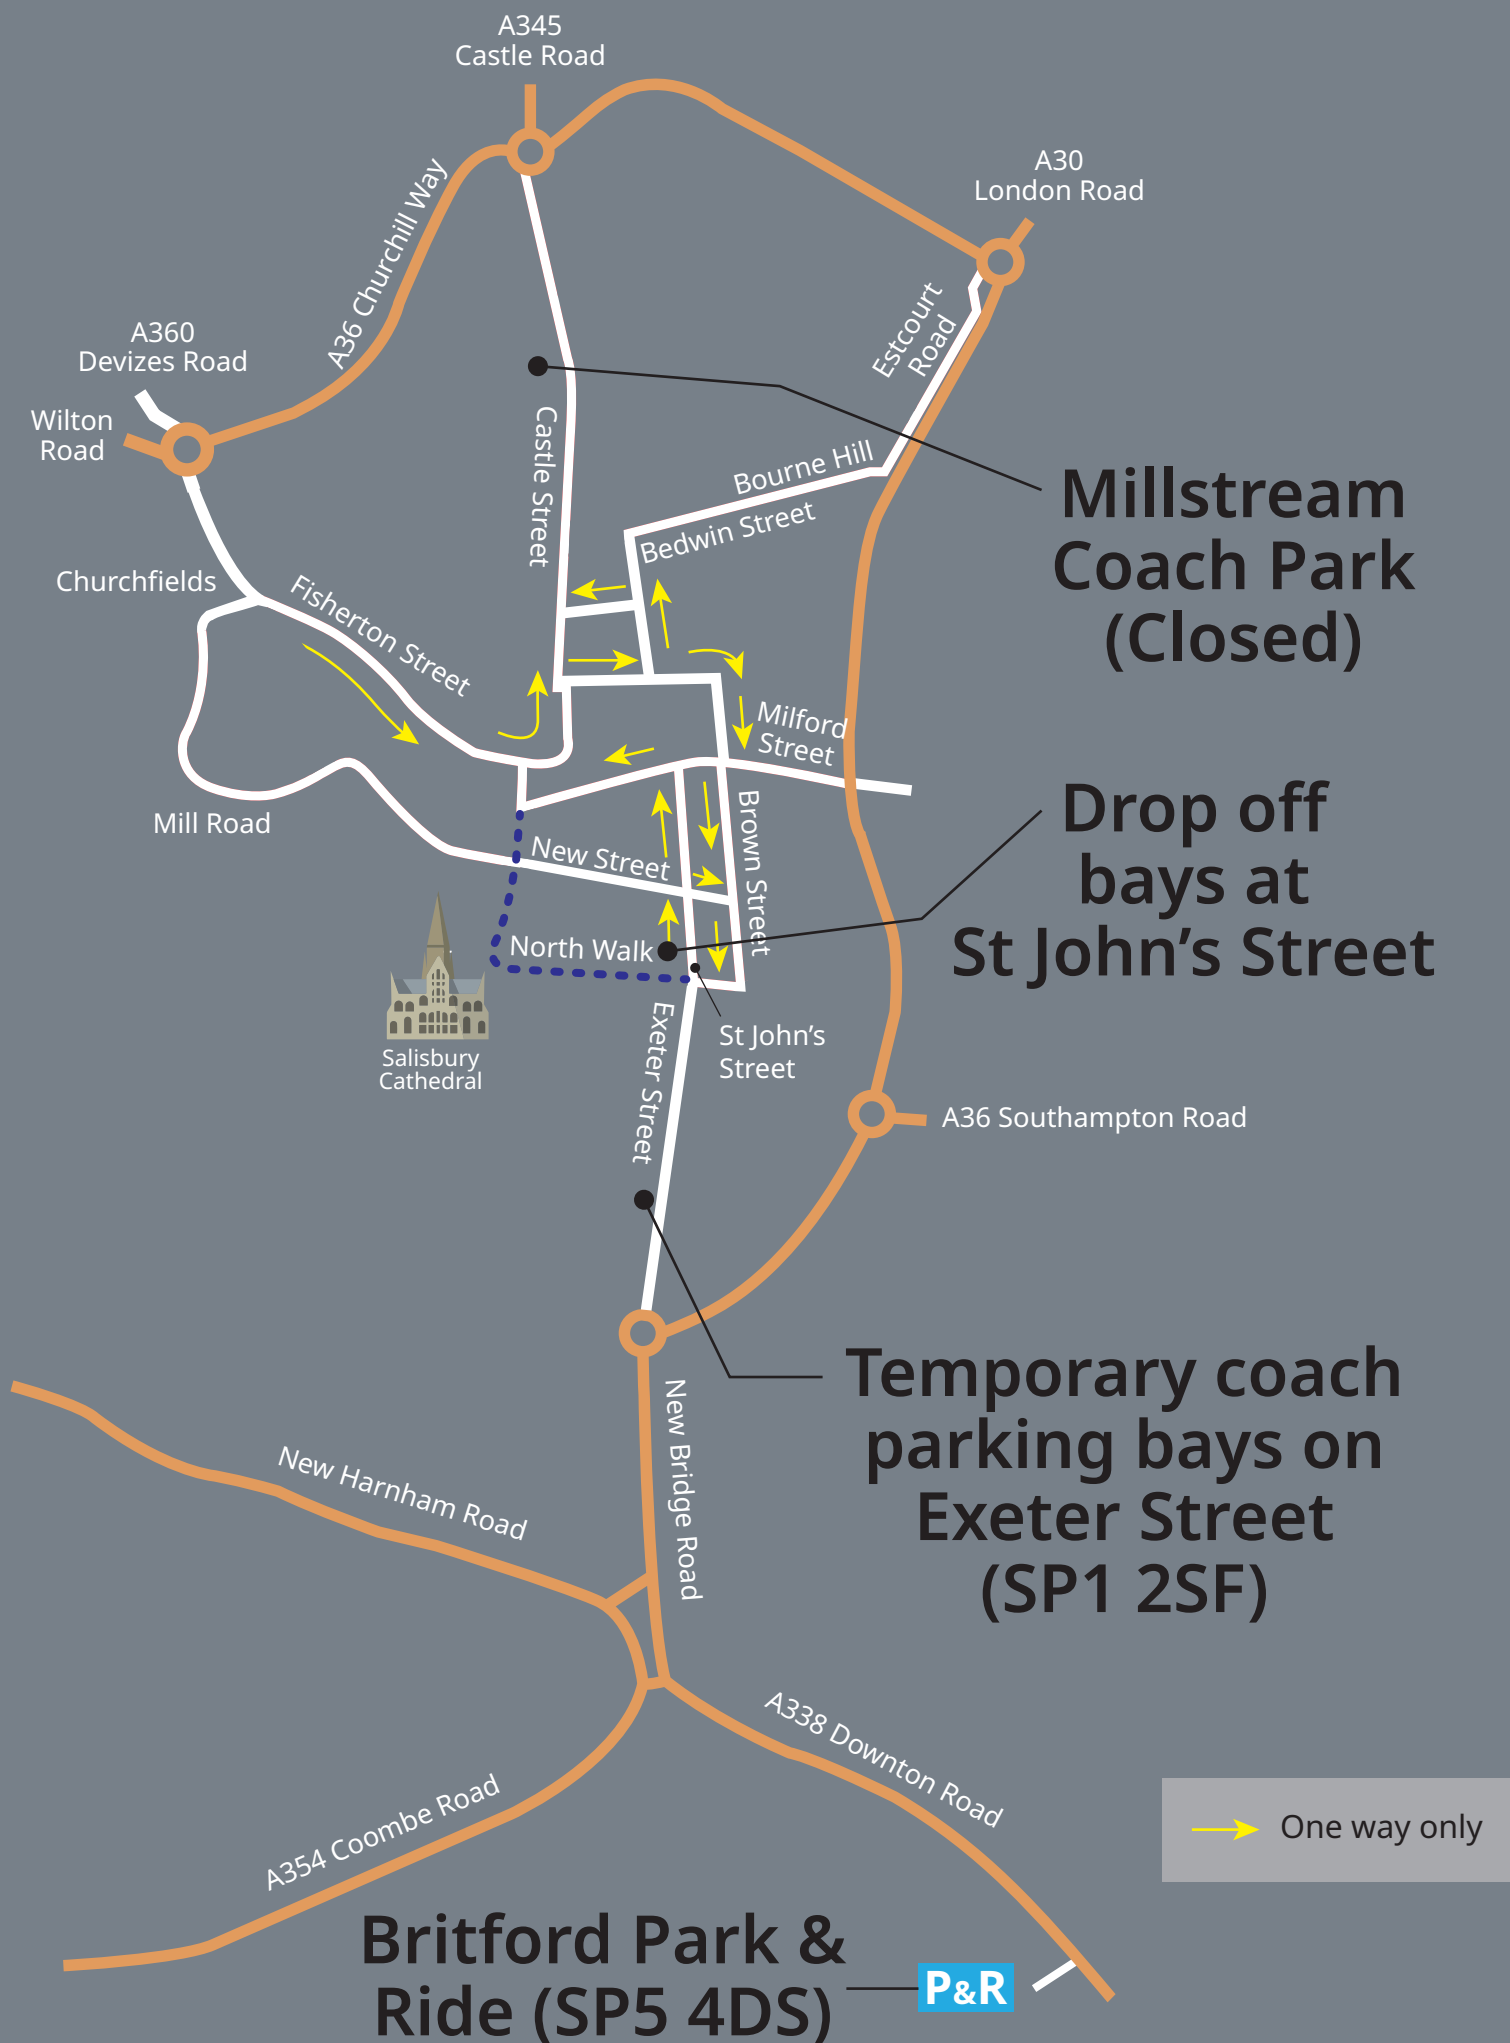 A345
Castle Road
A30
London Road
A36 Churchill Way
Estcourt
Road
A360
Devizes Road
Wilton
Road
Castle Street
Bourne Hill
Bedwin Street
Millstream
Coach Park
(Closed)
Churchfields
Fisherton Street
Milford
Street
Mill Road
New Street
Brown Street
Drop off
bays at
St John’s Street
North Walk
Exeter Street
St John’s
Street
Salisbury
Cathedral
A36 Southampton Road
Temporary coach
parking bays on
Exeter Street
(SP1 2SF)
New Bridge Road
New Harnham Road
A338 Downton Road
A354 Coombe Road
One way only
Britford Park &
Ride (SP5 4DS)
P&R